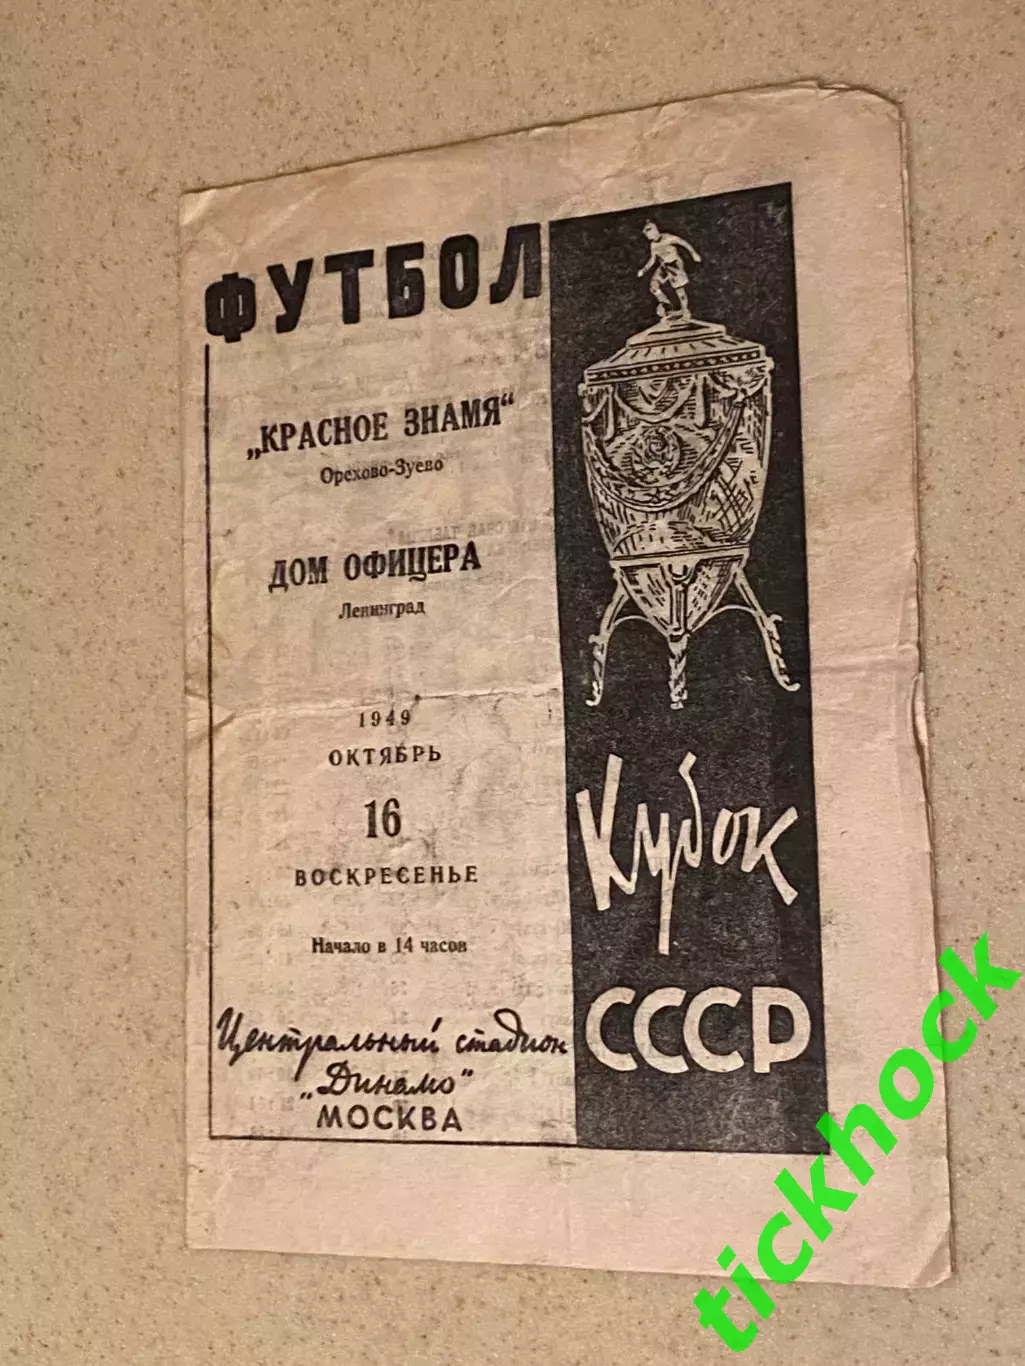 ФУТБОЛ
„КРАСНОЕ ЗНАМЯ“
Орехово-Зуево
ДОМ ОФИЦЕРА
Ленинград
1949
ОКТЯБРЬ
16
ВОСКРЕСЕНЬЕ
Начало в 14 часов
Центральный стадион
„Динамо“
МОСКВА
Кубок
СССР
tickhock